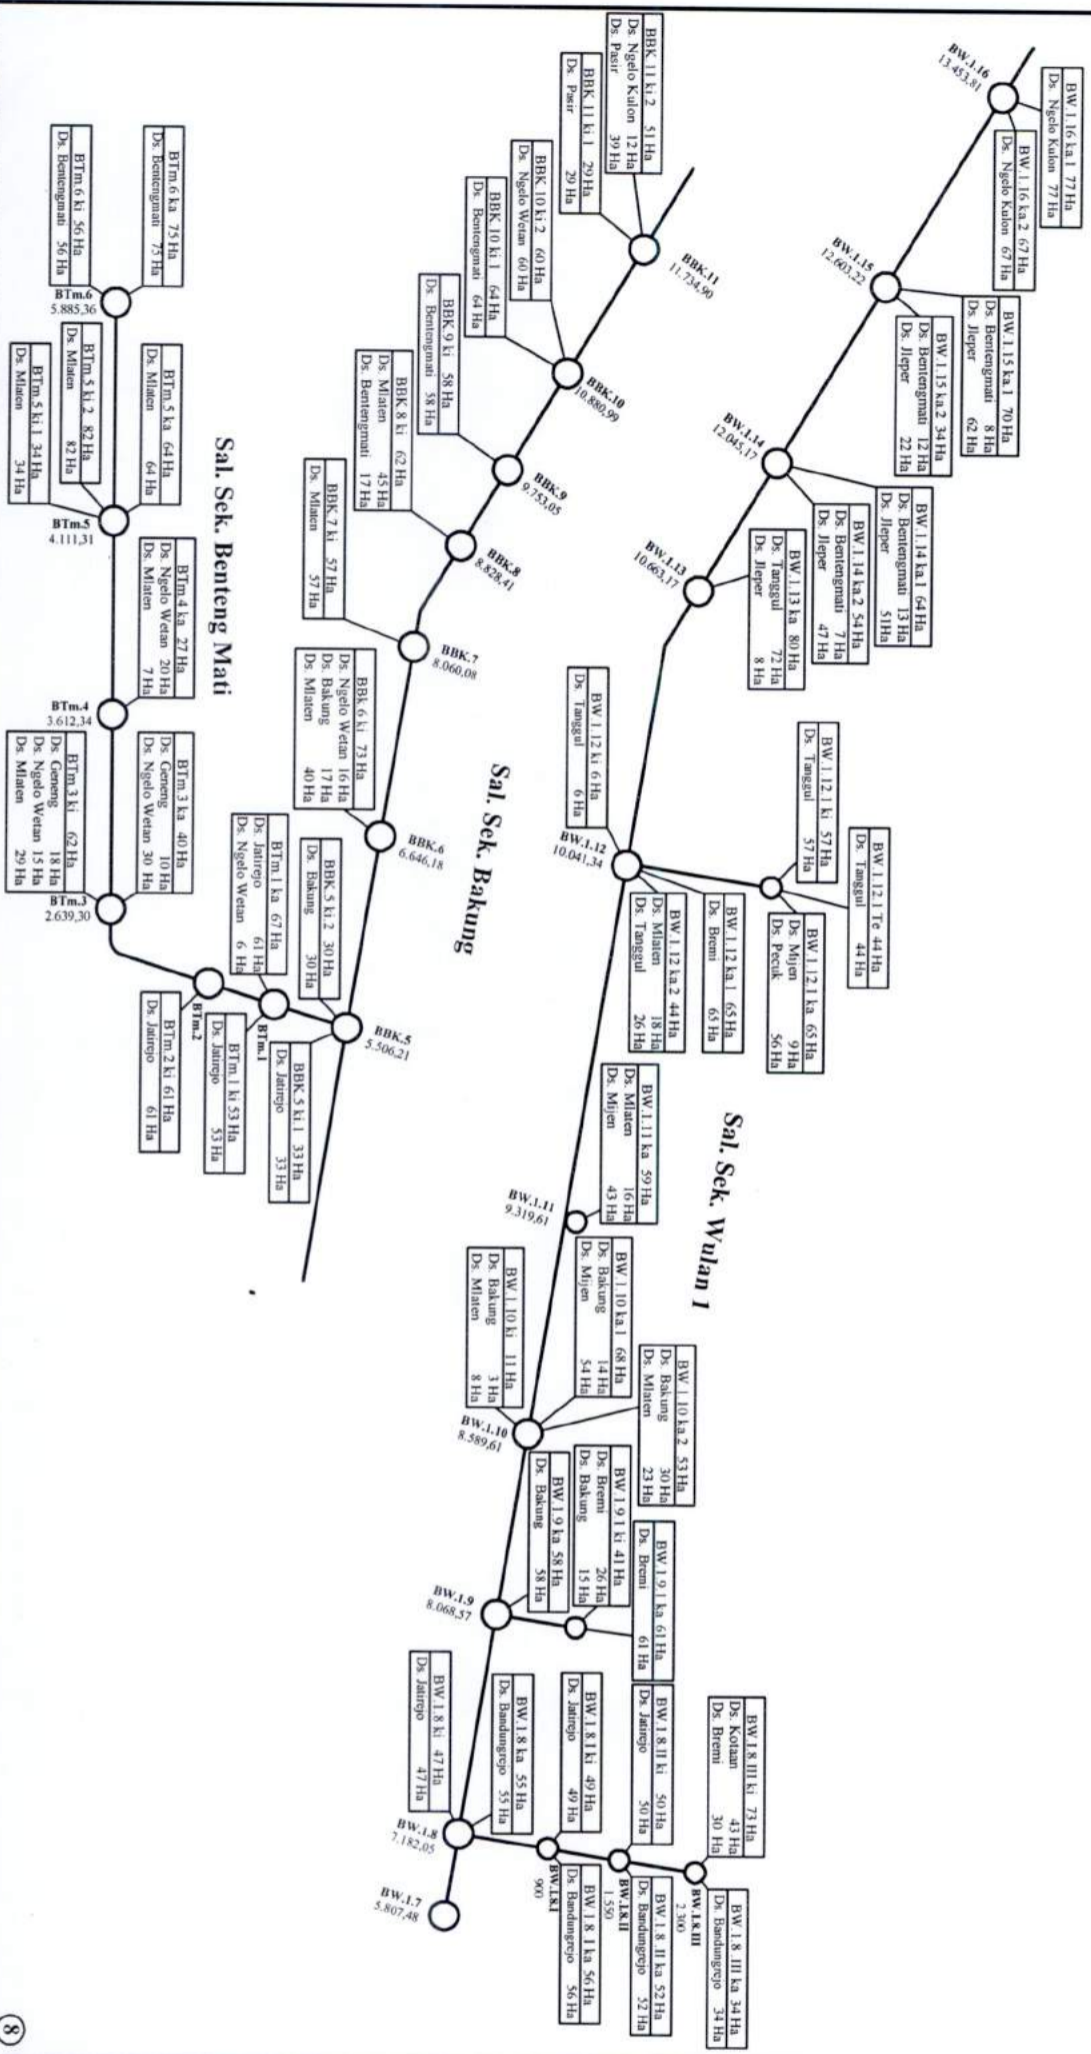 BW.1.16 ka.1 77 Ha
Ds. Ngelo Kulon 77 Ha
BW.1.16 ka.2 67 Ha
Ds. Ngelo Kulon 67 Ha
BW.1.16
13.453,81
BW.1.15 ka.1 70 Ha
Ds. Bentengmati 8 Ha
Ds. Jleper 62 Ha
BW.1.15 ka.2 34 Ha
Ds. Bentengmati 12 Ha
Ds. Jleper 22 Ha
BW.1.15
12.603,22
BW.1.14 ka.1 64 Ha
Ds. Bentengmati 13 Ha
Ds. Jleper 51Ha
BW.1.14 ka.2 54 Ha
Ds. Bentengmati 7 Ha
Ds. Jleper 47 Ha
BW.1.14
12.045,17
BW.1.13 ka 80 Ha
Ds. Tanggul 72 Ha
Ds. Jleper 8 Ha
BW.1.13
10.663,17
BW.1.12.1 Te 44 Ha
Ds. Tanggul 44 Ha
BW.1.12.1 ki 57 Ha
Ds. Tanggul 57 Ha
BW.1.12.1 ka 65 Ha
Ds. Mijen 9 Ha
Ds. Pecuk 56 Ha
BW.1.12 ki 6 Ha
Ds. Tanggul 6 Ha
BW.1.12
10.041,34
BW.1.12 ka.1 65 Ha
Ds. Bremi 65 Ha
BW.1.12 ka.2 44 Ha
Ds. Mlaten 18 Ha
Ds. Tanggul 26 Ha
Sal. Sek. Wulan 1
BW.1.11 ka 59 Ha
Ds. Mlaten 16 Ha
Ds. Mijen 43 Ha
BW.1.11
9.319,61
BW.1.10 ka.1 68 Ha
Ds. Bakung 14 Ha
Ds. Mijen 54 Ha
BW.1.10 ka.2 53 Ha
Ds. Bakung 30 Ha
Ds. Mlaten 23 Ha
BW.1.10 ki 11 Ha
Ds. Bakung 3 Ha
Ds. Mlaten 8 Ha
BW.1.10
8.589,61
BW.1.9.1 ka 61 Ha
Ds. Bremi 61 Ha
BW.1.9.1 ki 41 Ha
Ds. Bremi 26 Ha
Ds. Bakung 15 Ha
BW.1.9 ka 58 Ha
Ds. Bakung 58 Ha
BW.1.9
8.068,57
BW.1.8.III ki 73 Ha
Ds. Kotaan 43 Ha
Ds. Bremi 30 Ha
BW.1.8 .III ka 34 Ha
Ds. Bandungrejo 34 Ha
BW.1.8.III
2.300
BW.1.8.II ki 50 Ha
Ds. Jatirejo 50 Ha
BW.1.8 .II ka 52 Ha
Ds. Bandungrejo 52 Ha
BW.1.8.II
1.550
BW.1.8.I ki 49 Ha
Ds. Jatirejo 49 Ha
BW.1.8 .I ka 56 Ha
Ds. Bandungrejo 56 Ha
BW.1.8.I
900
BW.1.8 ka 55 Ha
Ds. Bandungrejo 55 Ha
BW.1.8 ki 47 Ha
Ds. Jatirejo 47 Ha
BW.1.8
7.182,05
BW.1.7
5.807,48
BBK.11 ki.2 51 Ha
Ds. Ngelo Kulon 12 Ha
Ds. Pasir 39 Ha
BBK.11 ki.1 29 Ha
Ds. Pasir 29 Ha
BBK.11
11.734,90
BBK.10 ki.2 60 Ha
Ds. Ngelo Wetan 60 Ha
BBK.10 ki.1 64 Ha
Ds. Bentengmati 64 Ha
BBK.10
10.880,99
BBK.9 ki 58 Ha
Ds. Bentengmati 58 Ha
BBK.9
9.753,05
BBK.8 ki 62 Ha
Ds. Mlaten 45 Ha
Ds. Bentengmati 17 Ha
BBK.8
8.828,41
BBK.7 ki 57 Ha
Ds. Mlaten 57 Ha
BBK.7
8.060,08
Sal. Sek. Bakung
BBk.6 ki 73 Ha
Ds. Ngelo Wetan 16 Ha
Ds. Bakung 17 Ha
Ds. Mlaten 40 Ha
BBK.6
6.646,18
BBK.5 ki.2 30 Ha
Ds. Bakung 30 Ha
BBK.5
5.506,21
BBK.5 ki.1 33 Ha
Ds. Jatirejo 33 Ha
Sal. Sek. Benteng Mati
BTm.6 ka 75 Ha
Ds. Bentengmati 75 Ha
BTm.6 ki 56 Ha
Ds. Bentengmati 56 Ha
BTm.6
5.885,36
BTm.5 ka 64 Ha
Ds. Mlaten 64 Ha
BTm.5 ki.2 82 Ha
Ds. Mlaten 82 Ha
BTm.5 ki.1 34 Ha
Ds. Mlaten 34 Ha
BTm.5
4.111,31
BTm.4 ka 27 Ha
Ds. Ngelo Wetan 20 Ha
Ds. Mlaten 7 Ha
BTm.4
3.612,34
BTm.3 ka 40 Ha
Ds. Geneng 10 Ha
Ds. Ngelo Wetan 30 Ha
BTm.3 ki 62 Ha
Ds. Geneng 18 Ha
Ds. Ngelo Wetan 15 Ha
Ds. Mlaten 29 Ha
BTm.3
2.639,30
BTm.1 ka 67 Ha
Ds. Jatirejo 61 Ha
Ds. Ngelo Wetan 6 Ha
BTm.1
BTm.1 ki 53 Ha
Ds. Jatirejo 53 Ha
BTm.2
BTm.2 ki 61 Ha
Ds. Jatirejo 61 Ha
8